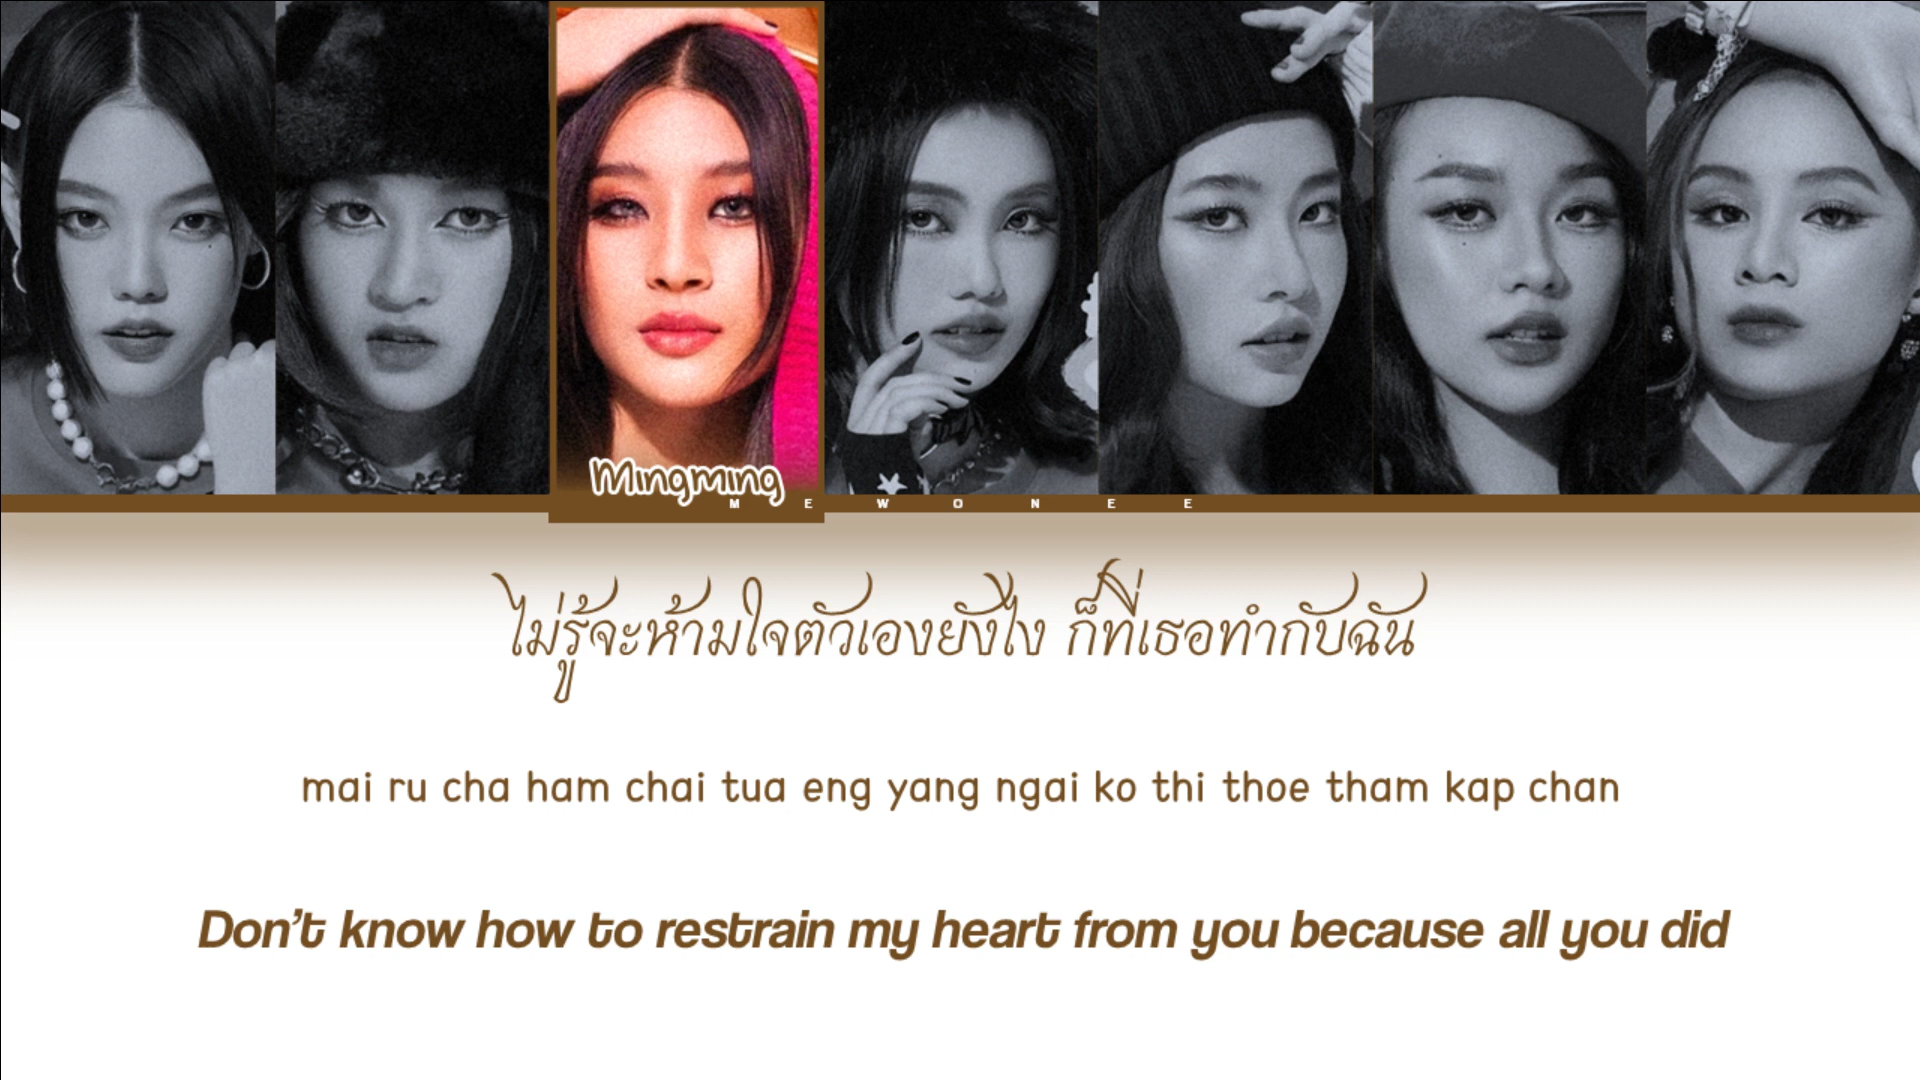 Mingming
M E W O N E E
ไม่รู้จะห้ามใจตัวเองยังไง ก็ที่เธอทำกับฉัน
mai ru cha ham chai tua eng yang ngai ko thi thoe tham kap chan
Don't know how to restrain my heart from you because all you did